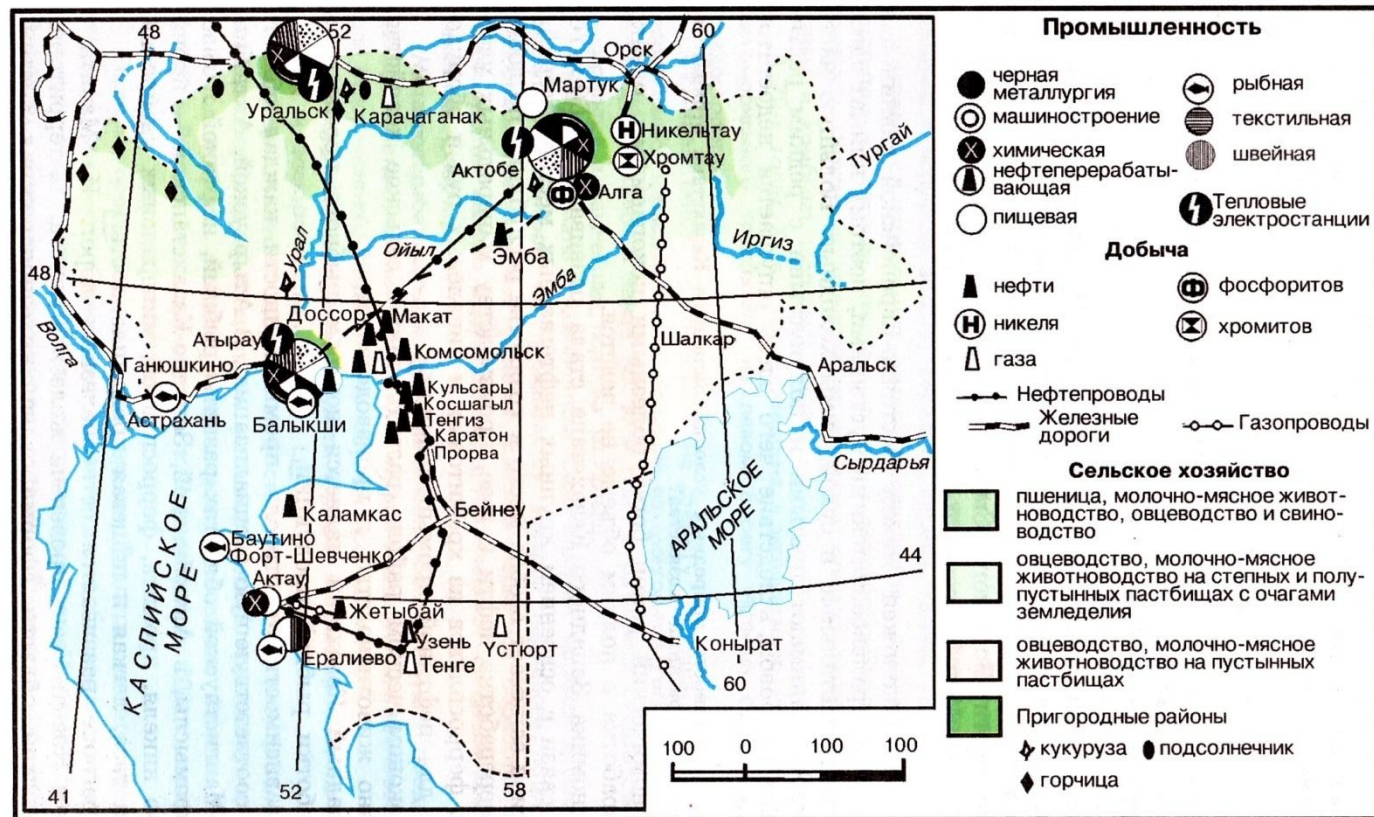 48
52
60
Орск
Мартук
Уральск
Карачаганак
Никельтау
Хромтау
Тургай
Актобе
Алга
ФФ
Н
Ойыл
Урал
Эмба
Иргиз
48
Эмба
Доссор
Макат
Волга
Атырау
Шалкар
Ганюшкино
Комсомольск
Аральск
Кульсары
Косшагыл
Астрахань
Балыкши
Тенгиз
Каратон
Прорва
Сырдарья
КАСПИЙСКОЕ
МОРЕ
Каламкас
Бейнеу
АРАЛЬСКОЕ
МОРЕ
Баутино
Форт-Шевченко
44
Актау
Жетыбай
Узень
Үстюрт
Тенге
Ералиево
Конырат
60
41
52
58
100 0 100 100
Промышленность
черная
металлургия
машиностроение
химическая
нефтеперерабаты-
вающая
пищевая
рыбная
текстильная
швейная
Тепловые
электростанции
Добыча
нефти
Н никеля
газа
фосфоритов
хромитов
Нефтепроводы
Железные
дороги
Газопроводы
Сельское хозяйство
пшеница, молочно-мясное живот-
новодство, овцеводство и свино-
водство
овцеводство, молочно-мясное
животноводство на степных и полу-
пустынных пастбищах с очагами
земледелия
овцеводство, молочно-мясное
животноводство на пустынных
пастбищах
Пригородные районы
кукуруза
подсолнечник
горчица